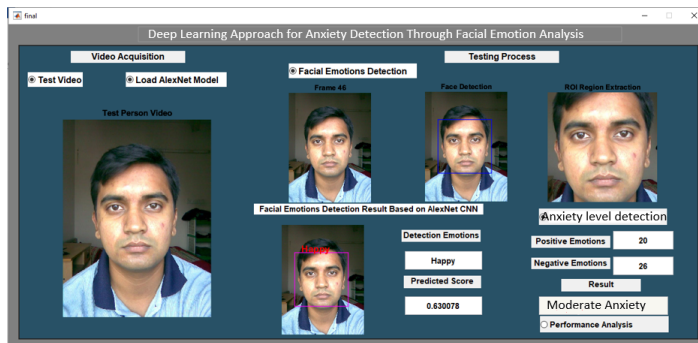 final
Deep Learning Approach for Anxiety Detection Through Facial Emotion Analysis
Video Acquisition
Testing Process
Test Video
Load AlexNet Model
Facial Emotions Detection
Test Person Video
Frame 46
Face Detection
ROI Region Extraction
Facial Emotions Detection Result Based on AlexNet CNN
Happy
Detection Emotions
Happy
Predicted Score
0.630078
Anxiety level detection
Positive Emotions
20
Negative Emotions
26
Result
Moderate Anxiety
Performance Analysis